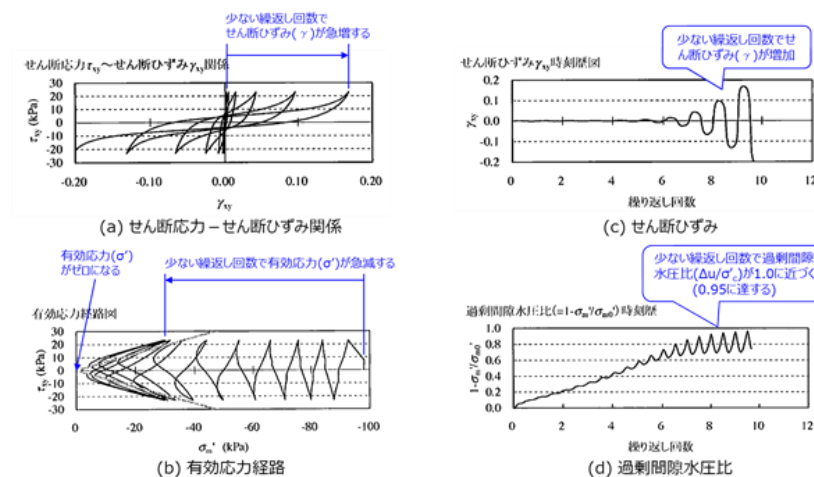 少ない繰返し回数で
せん断ひずみ(γ)が急増する
せん断応力τxy～せん断ひずみγxy関係
τxy (kPa)
30
20
10
0
-10
-20
-30
-0.20
-0.10
0.00
0.10
0.20
γxy
(a) せん断応力－せん断ひずみ関係
少ない繰返し回数でせ
ん断ひずみ(γ)が増加
せん断ひずみγxy時刻歴図
γxy
0.2
0.1
0
-0.1
-0.2
0
2
4
6
8
10
12
繰り返し回数
(c) せん断ひずみ
有効応力(σ')
がゼロになる
少ない繰返し回数で有効応力(σ')が急減する
有効応力経路図
τxy (kPa)
30
20
10
0
-10
-20
-30
0
-20
-40
-60
-80
-100
σm' (kPa)
(b) 有効応力経路
少ない繰返し回数で過剰間隙
水圧比(Δu/σ'c)が1.0に近づく
(0.95に達する)
過剰間隙水圧比(=1-σm'/σm0')時刻歴
1-σm'/σm0'
1.0
0.8
0.6
0.4
0.2
0.0
0
2
4
6
8
10
12
繰り返し回数
(d) 過剰間隙水圧比